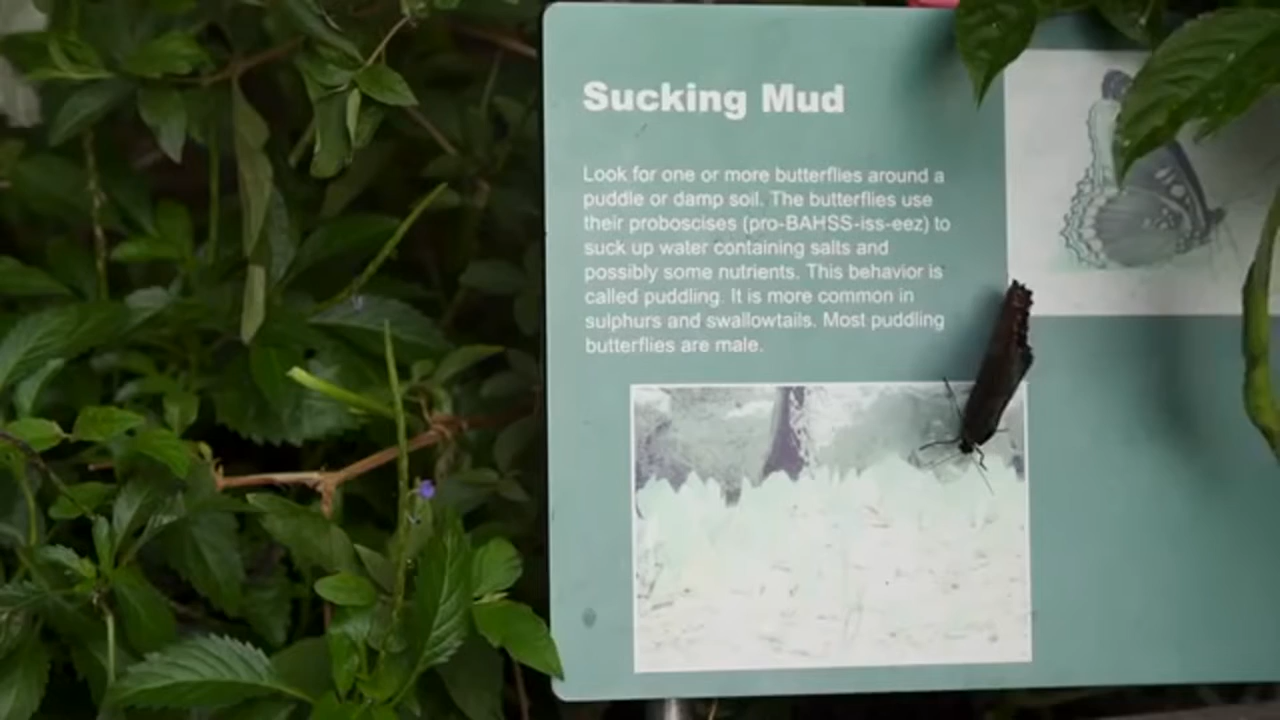 Sucking Mud
Look for one or more butterflies around a
puddle or damp soil. The butterflies use
their proboscises (pro-BAHSS-iss-eez) to
suck up water containing salts and
possibly some nutrients. This behavior is
called puddling. It is more common in
sulphurs and swallowtails. Most puddling
butterflies are male.